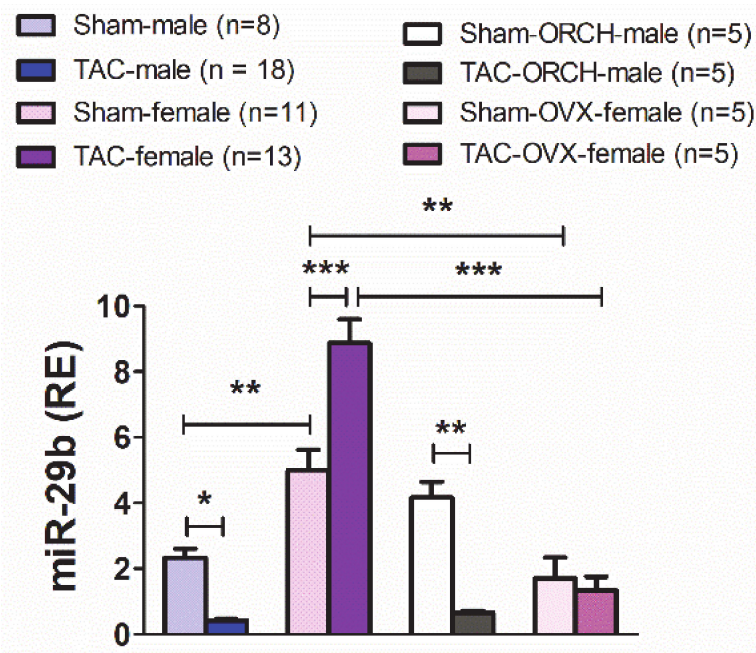 Sham-male (n=8)
TAC-male (n = 18)
Sham-female (n=11)
TAC-female (n=13)
Sham-ORCH-male (n=5)
TAC-ORCH-male (n=5)
Sham-OVX-female (n=5)
TAC-OVX-female (n=5)
**
***
***
**
**
*
miR-29b (RE)
10
8
6
4
2
0